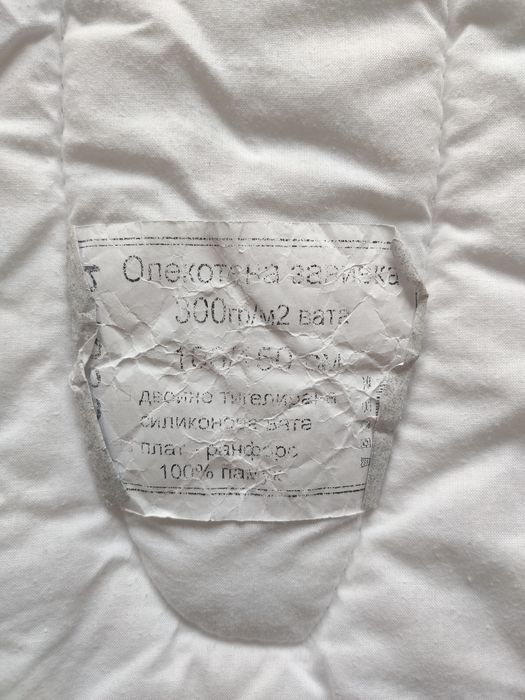 Олекотена завивка
300гр/м2 вата
см
двойно тигелирана
силиконова вата
плат - ранфорс
100% памук